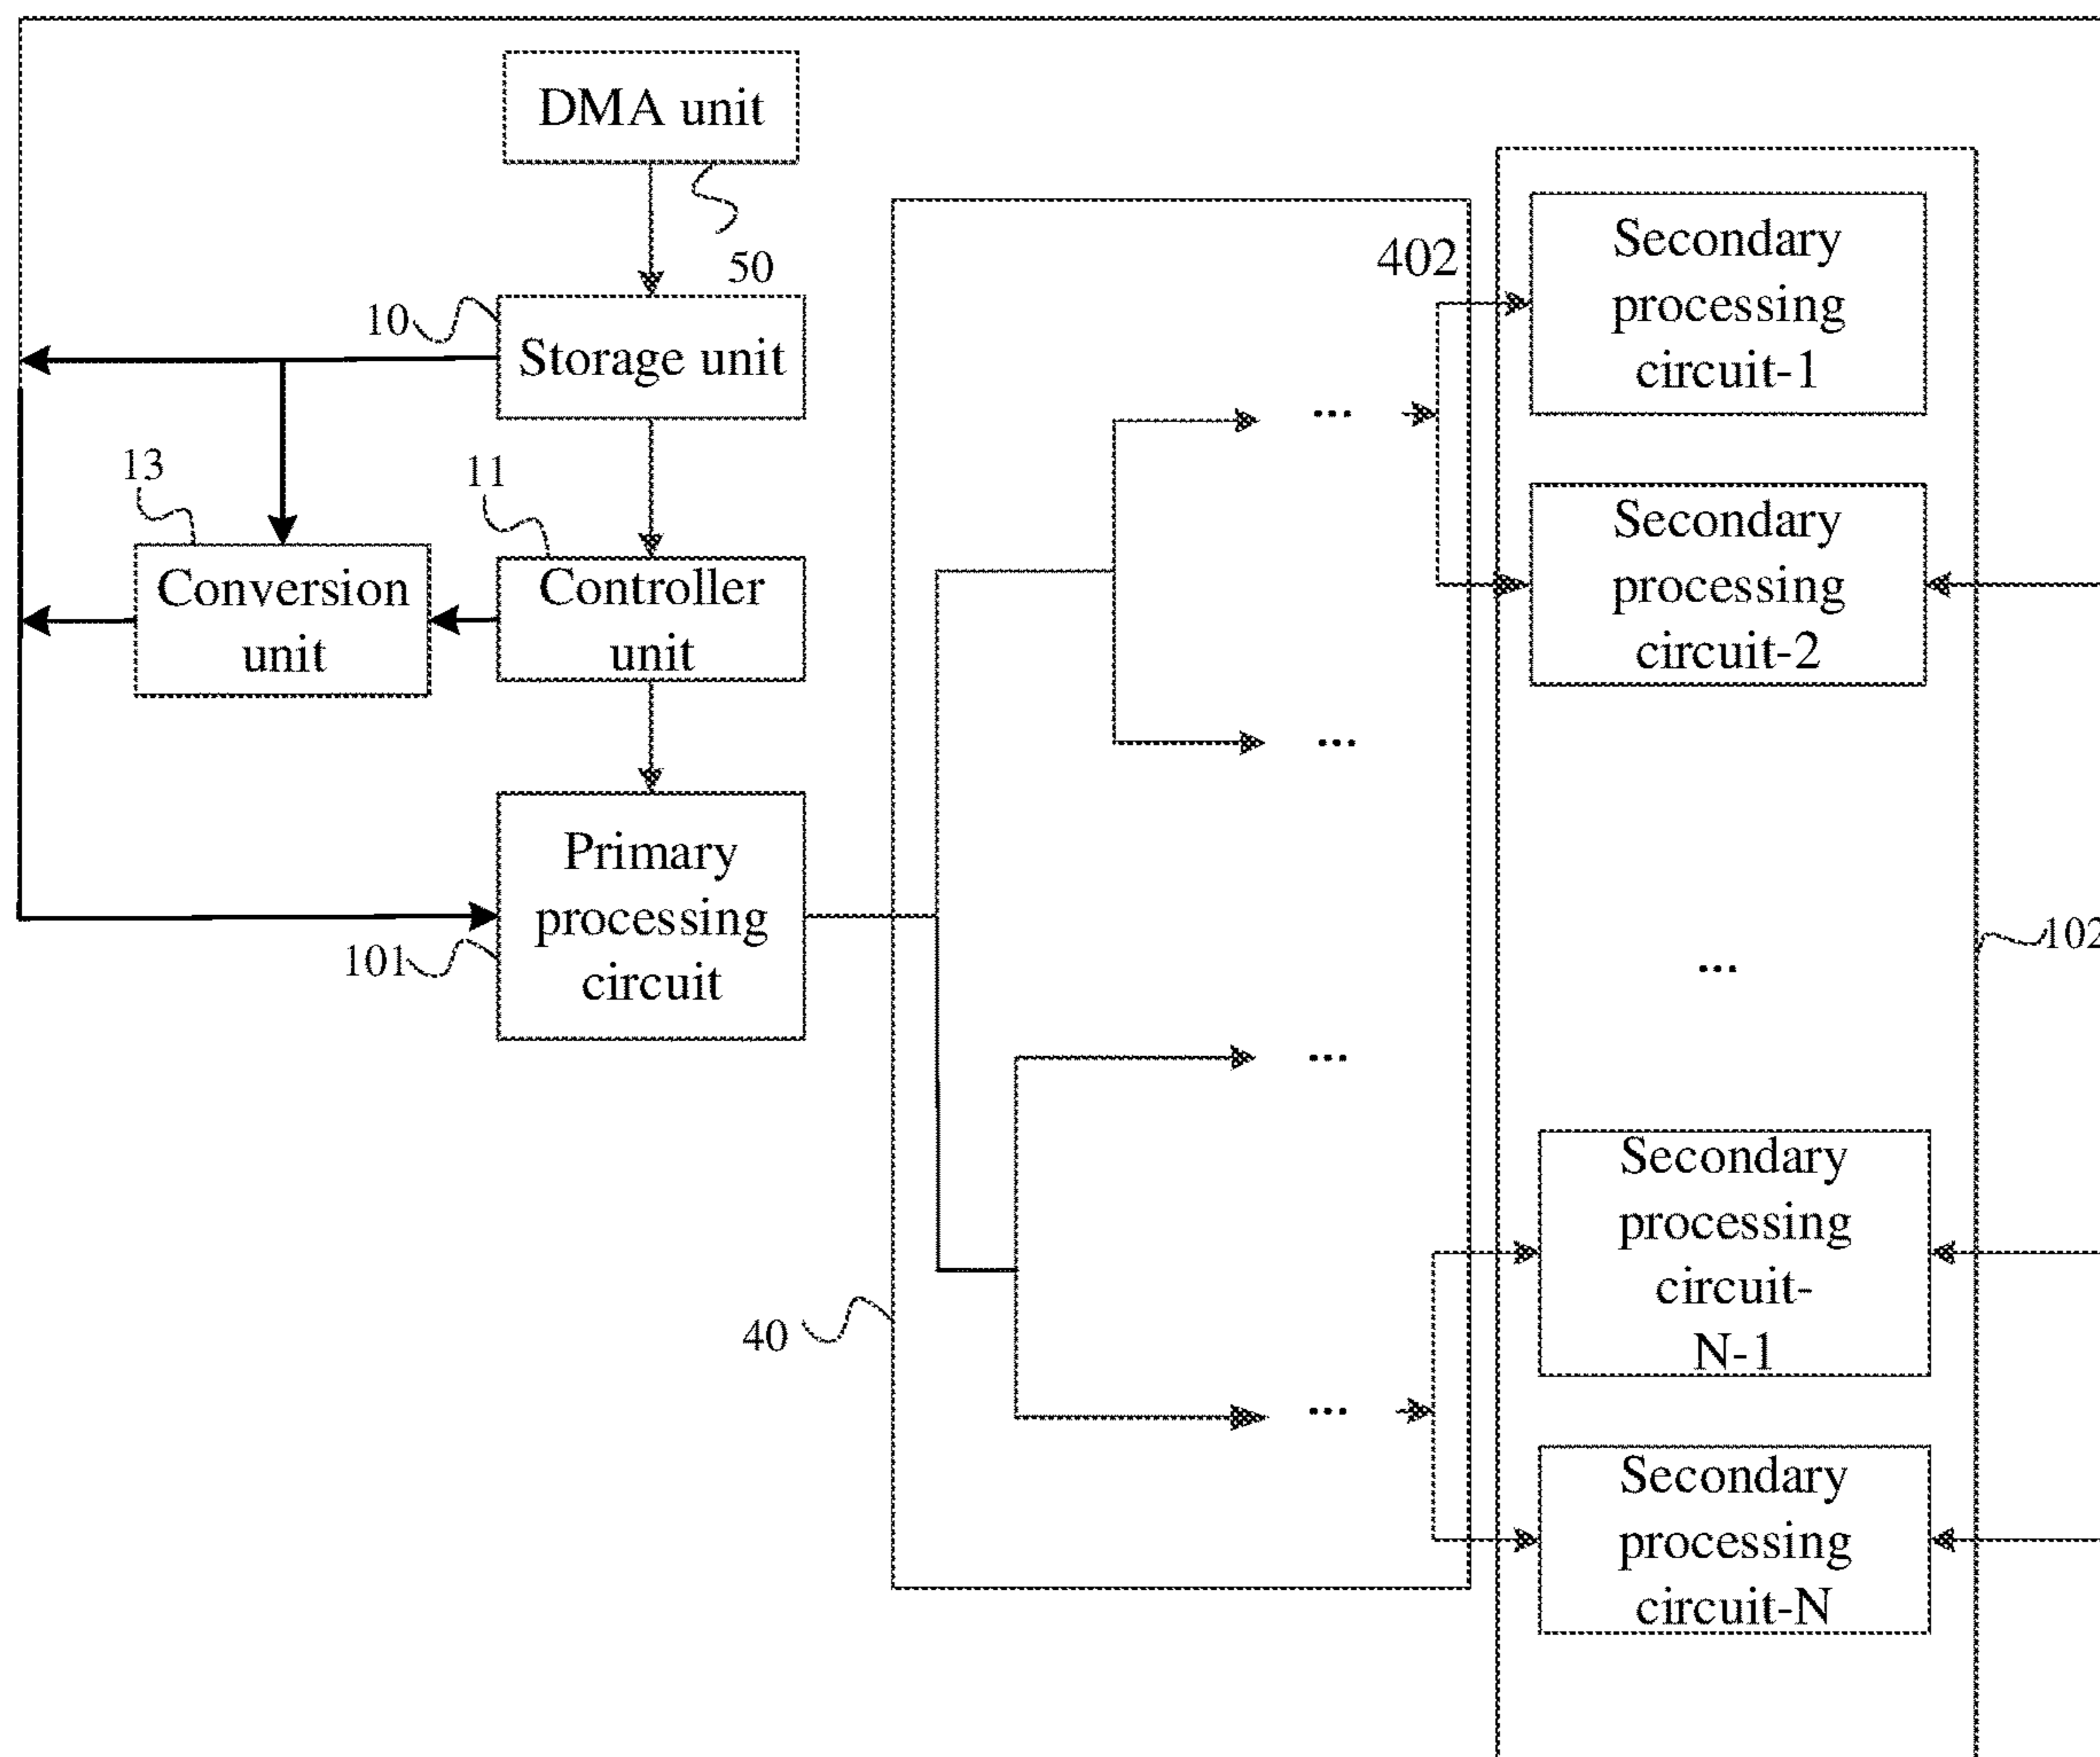 DMA unit
50
402
10
Storage unit
Secondary
processing
circuit-1
...
13
11
Conversion
unit
Controller
unit
Secondary
processing
circuit-2
...
Primary
processing
circuit
101
...
102
...
Secondary
processing
circuit-
N-1
40
...
Secondary
processing
circuit-N